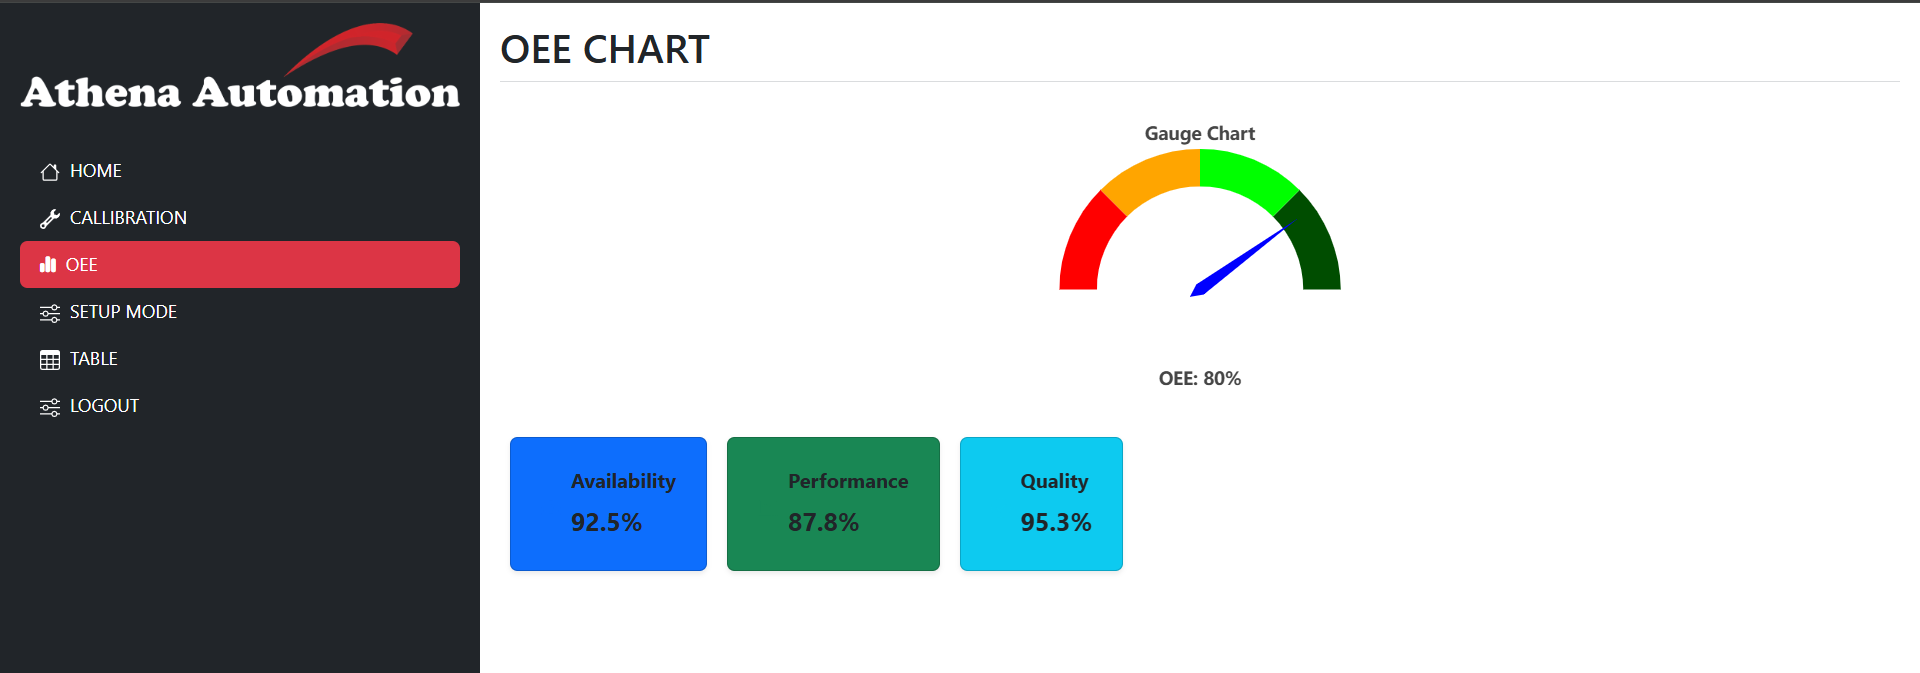 Athena Automation
HOME
CALLIBRATION
OEE
SETUP MODE
TABLE
LOGOUT
OEE CHART
Gauge Chart
OEE: 80%
Availability
92.5%
Performance
87.8%
Quality
95.3%